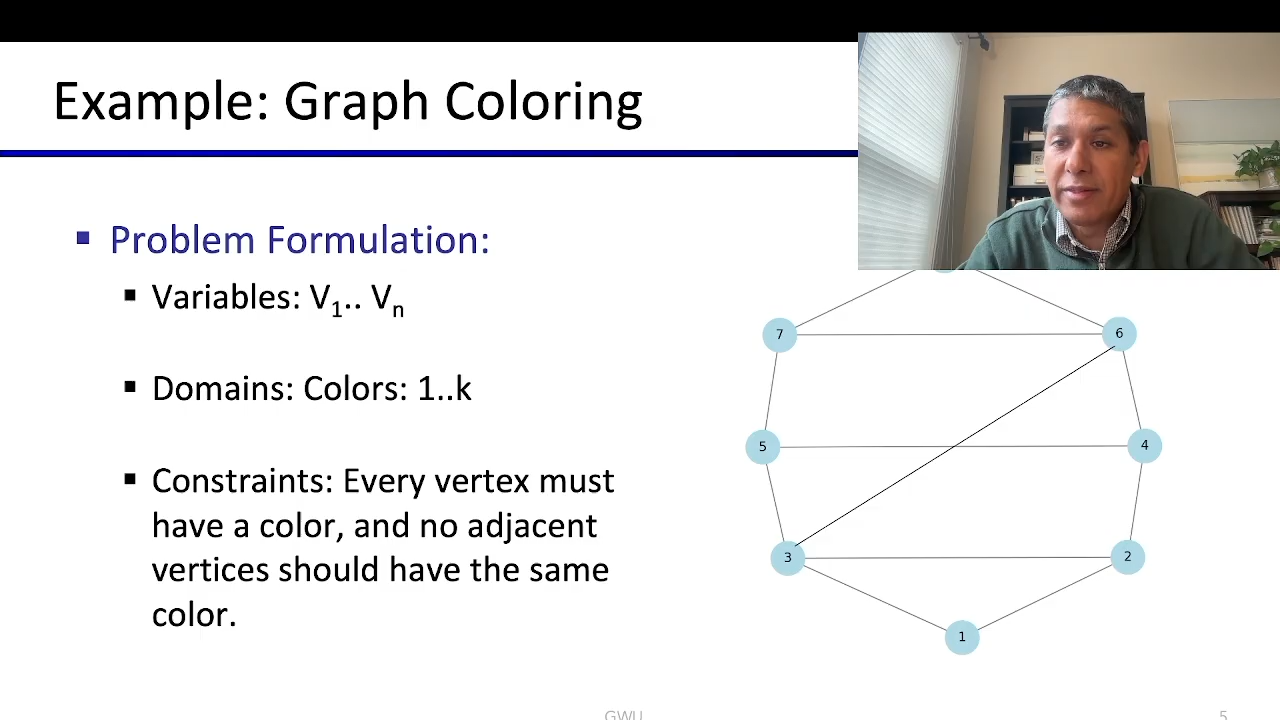 Example: Graph Coloring
▪ Problem Formulation:
▪ Variables: V₁.. Vₙ
▪ Domains: Colors: 1..k
▪ Constraints: Every vertex must
have a color, and no adjacent
vertices should have the same
color.
7
6
5
4
3
2
1
GWU
5